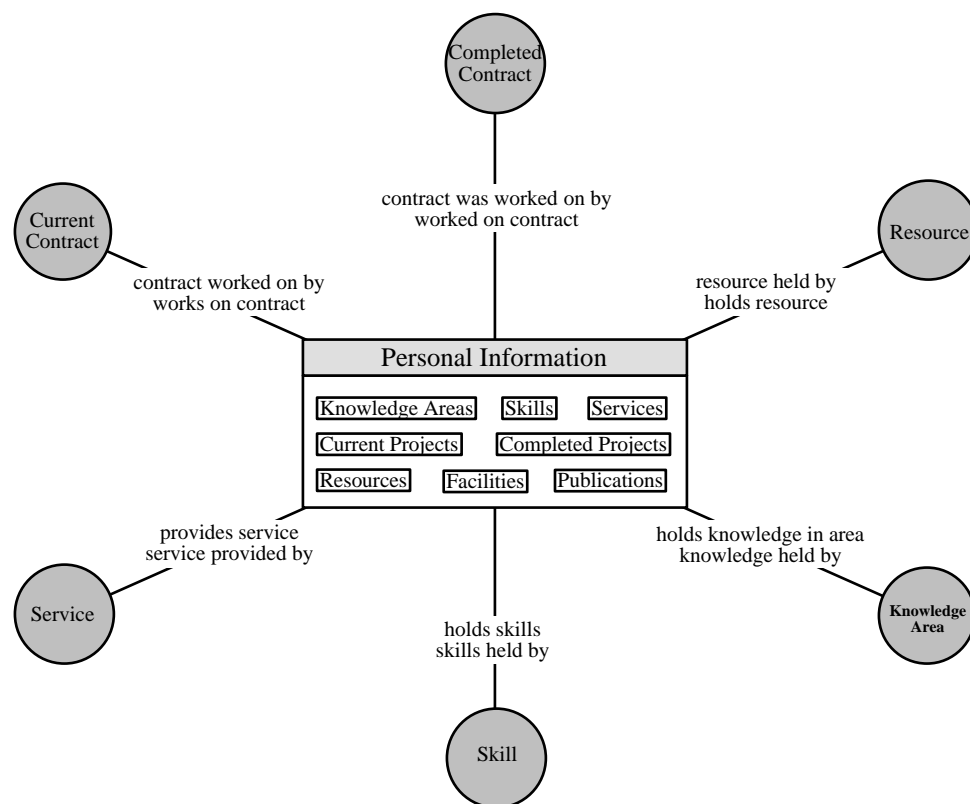 Completed
Contract
contract was worked on by
worked on contract
Current
Contract
contract worked on by
works on contract
Resource
resource held by
holds resource
Personal Information
Knowledge Areas Skills Services
Current Projects Completed Projects
Resources Facilities Publications
provides service
service provided by
Service
holds knowledge in area
knowledge held by
Knowledge
Area
holds skills
skills held by
Skill